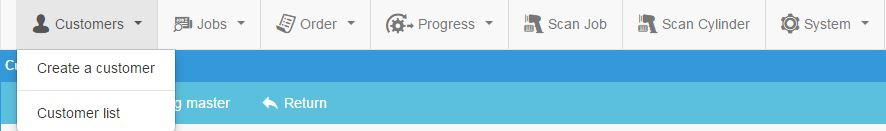 Customers Jobs Order Progress Scan Job Scan Cylinder System
Create a customer
master Return
Customer list